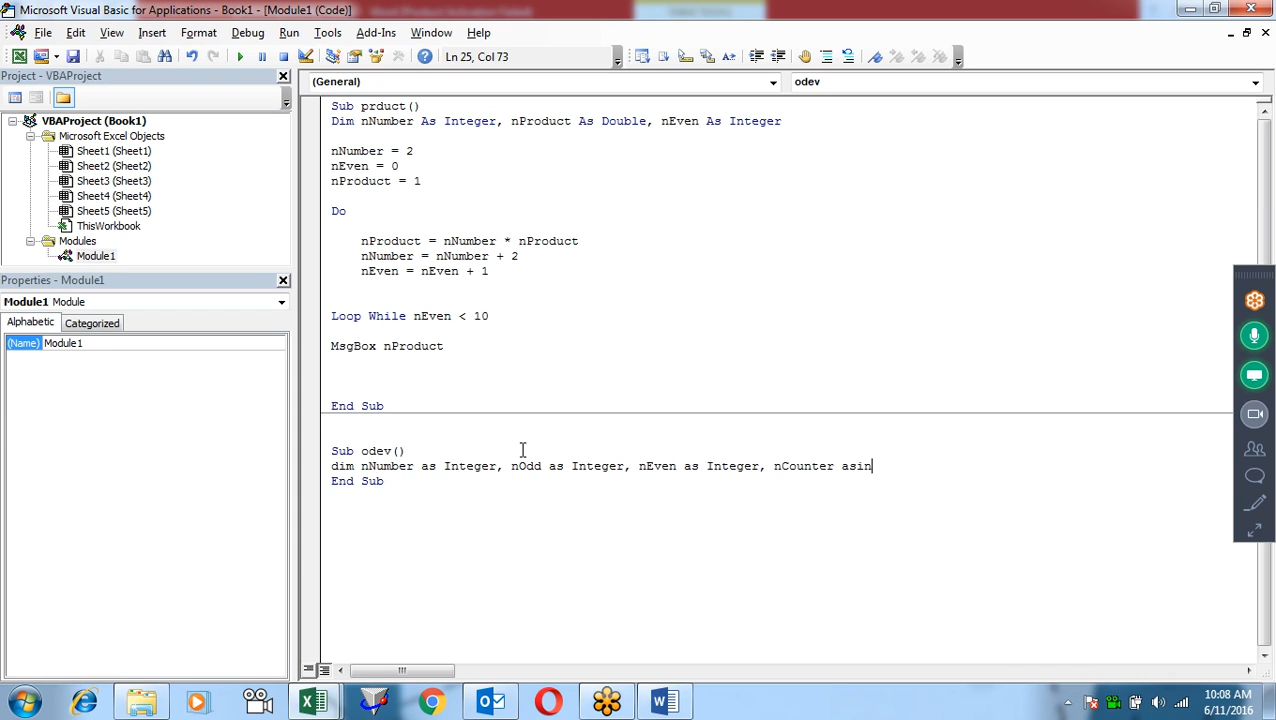 Microsoft Visual Basic for Applications - Book1 - [Module1 (Code)]
File Edit View Insert Format Debug Run Tools Add-Ins Window Help
Ln 25, Col 73
Project - VBAProject
(General)
odev
VBAProject (Book1)
Microsoft Excel Objects
Sheet1 (Sheet1)
Sheet2 (Sheet2)
Sheet3 (Sheet3)
Sheet4 (Sheet4)
Sheet5 (Sheet5)
ThisWorkbook
Modules
Module1
Properties - Module1
Module1 Module
Alphabetic Categorized
(Name) Module1
Sub prduct()
Dim nNumber As Integer, nProduct As Double, nEven As Integer
nNumber = 2
nEven = 0
nProduct = 1
Do
nProduct = nNumber * nProduct
nNumber = nNumber + 2
nEven = nEven + 1
Loop While nEven < 10
MsgBox nProduct
End Sub
Sub odev()
dim nNumber as Integer, nOdd as Integer, nEven as Integer, nCounter asin
End Sub
10:08 AM
6/11/2016